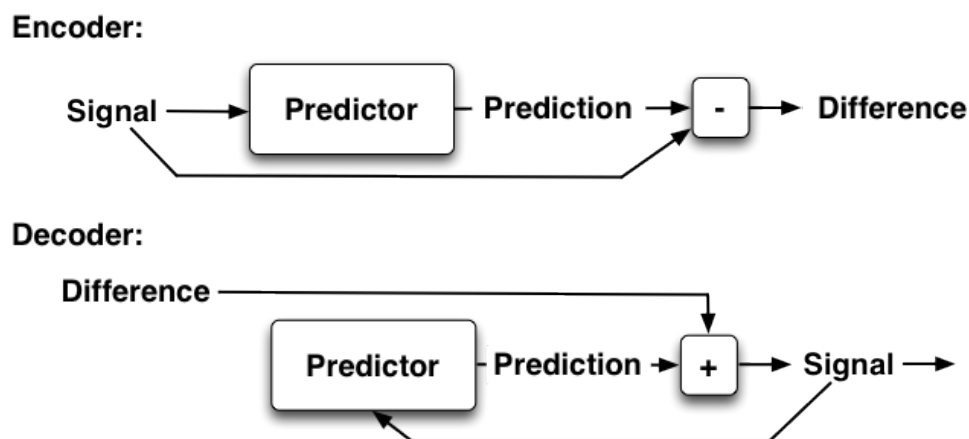 Encoder:
Signal Predictor Prediction - Difference
Decoder:
Difference
Predictor Prediction + Signal